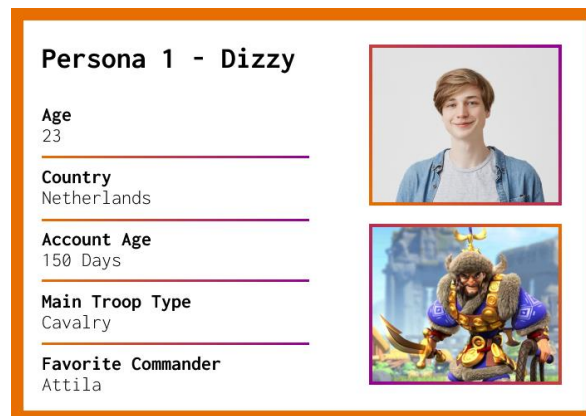 Persona 1 - Dizzy
Age
23
Country
Netherlands
Account Age
150 Days
Main Troop Type
Cavalry
Favorite Commander
Attila